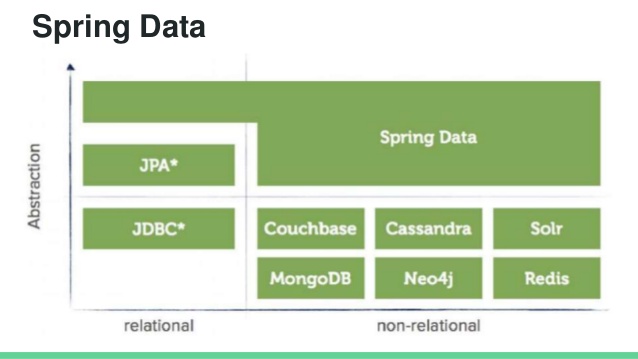 Spring Data
Spring Data
Abstraction
JPA*
JDBC*
Couchbase
Cassandra
Solr
MongoDB
Neo4j
Redis
relational
non-relational